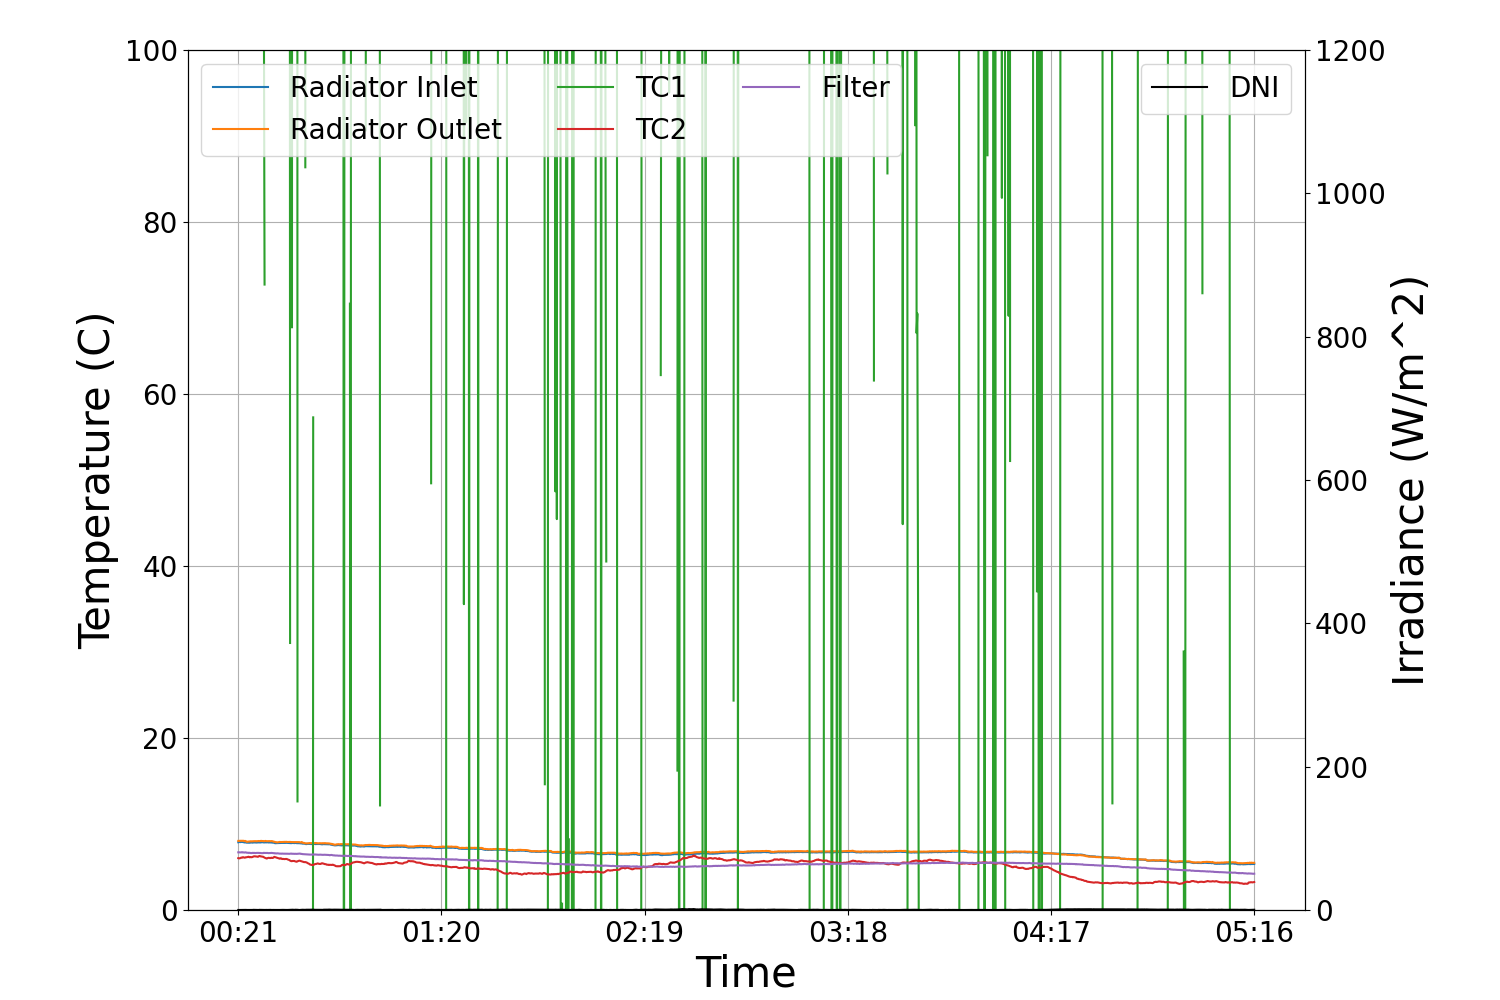 100
80
60
40
20
0
Temperature (C)
Radiator Inlet
Radiator Outlet
TC1
TC2
Filter
DNI
1200
1000
800
600
400
200
0
Irradiance (W/m^2)
00:21 01:20 02:19 03:18 04:17 05:16
Time